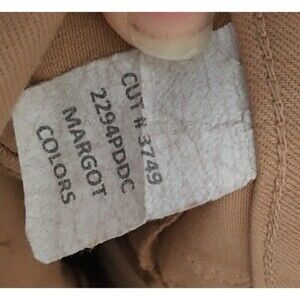 CUT # 3749
2294PDDC
MARGOT
COLORS